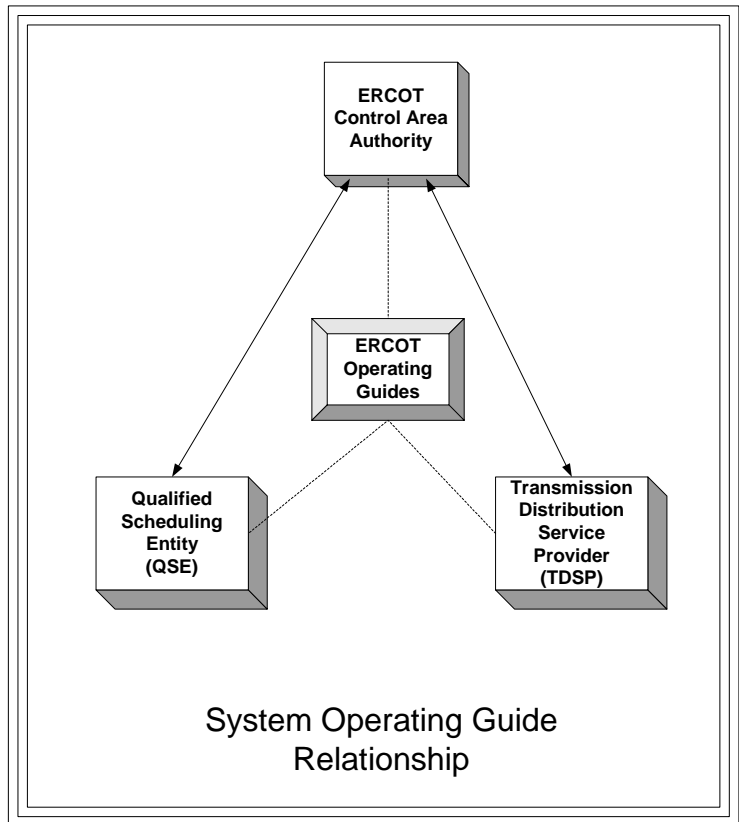 ERCOT
Control Area
Authority
ERCOT
Operating
Guides
Qualified
Scheduling
Entity
(QSE)
Transmission
Distribution
Service
Provider
(TDSP)
System Operating Guide
Relationship